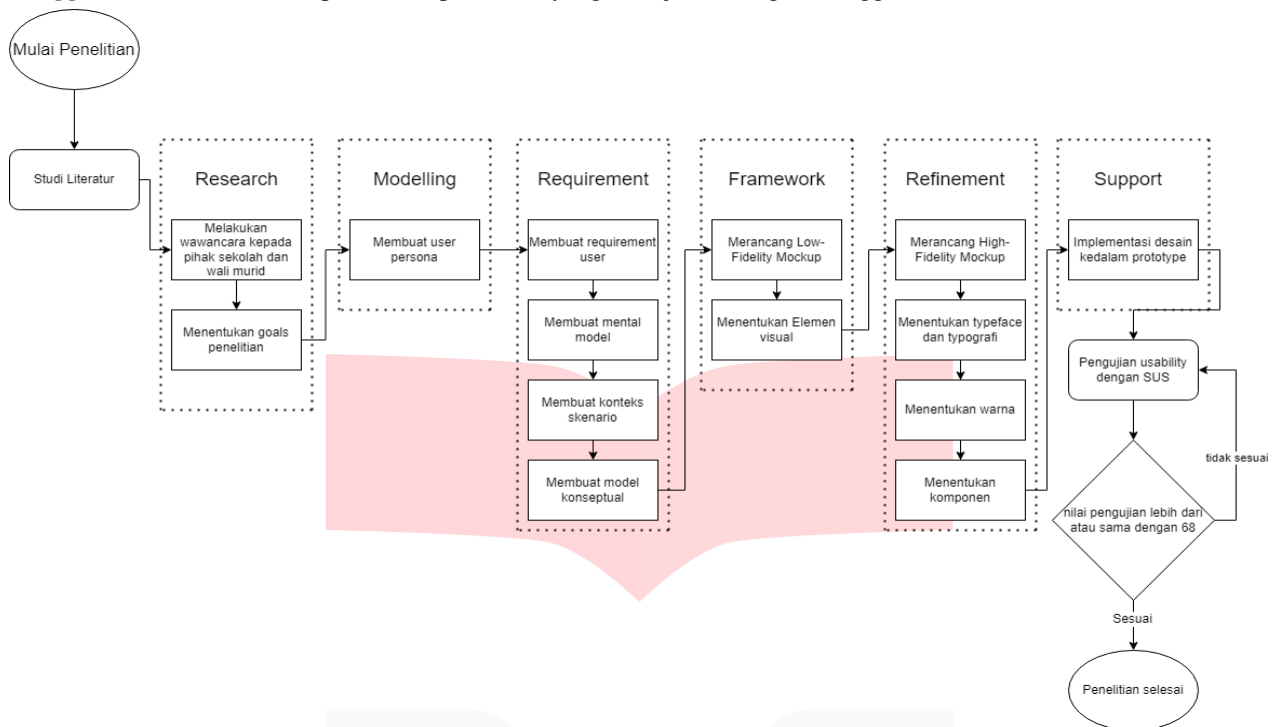 Mulai Penelitian
Studi Literatur
Research
Melakukan
wawancara kepada
pihak sekolah dan
wali murid
Menentukan goals
penelitian
Modelling
Membuat user
persona
Requirement
Membuat requirement
user
Membuat mental
model
Membuat konteks
skenario
Membuat model
konseptual
Framework
Merancang Low-
Fidelity Mockup
Menentukan Elemen
visual
Refinement
Merancang High-
Fidelity Mockup
Menentukan typeface
dan typografi
Menentukan warna
Menentukan
komponen
Support
Implementasi desain
kedalam prototype
Pengujian usability
dengan SUS
tidak sesuai
nilai pengujian lebih dari
atau sama dengan 68
Sesuai
Penelitian selesai